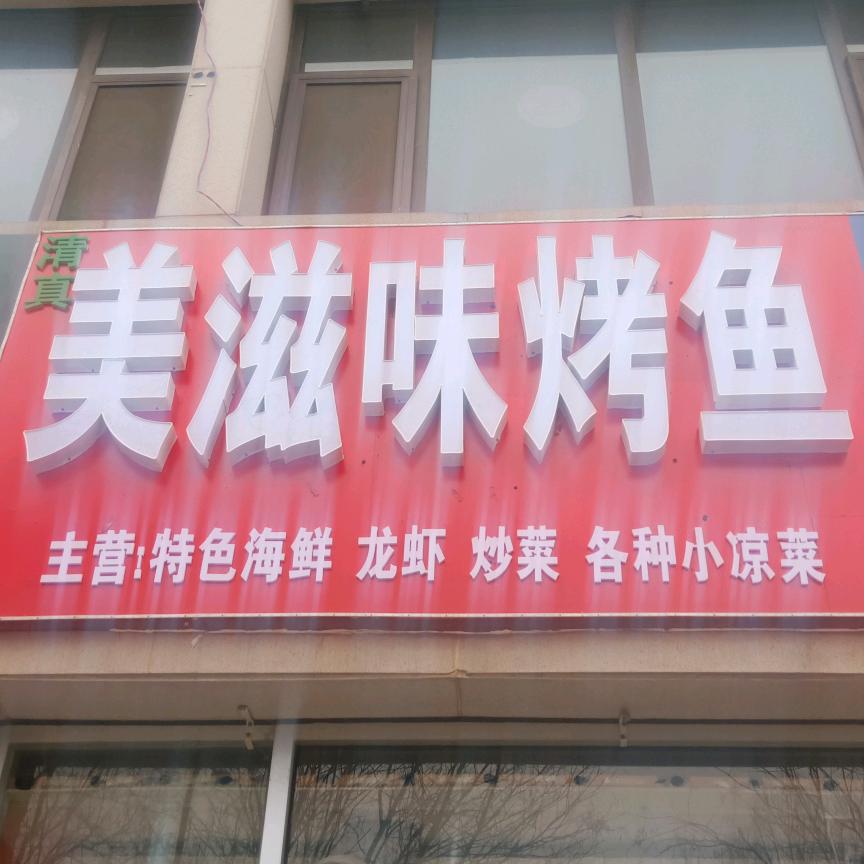 清真
美滋味烤鱼
主营:特色海鲜 龙虾 炒菜 各种小凉菜